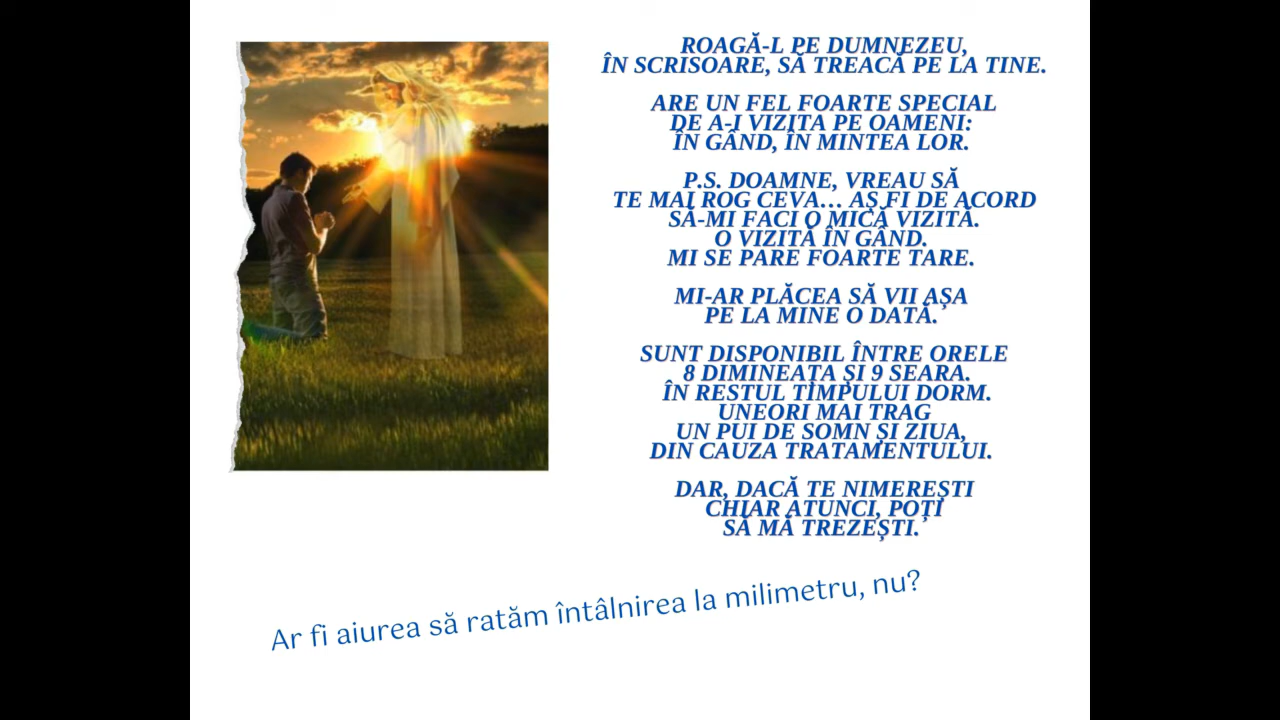 ROAGĂ-L PE DUMNEZEU,
ÎN SCRISOARE, SĂ TREACĂ PE LA TINE.
ARE UN FEL FOARTE SPECIAL
DE A-I VIZITA PE OAMENI:
ÎN GÂND, ÎN MINTEA LOR.
P.S. DOAMNE, VREAU SĂ
TE MAI ROG CEVA... AȘ FI DE ACORD
SĂ-MI FACI O MICĂ VIZITĂ.
O VIZITĂ ÎN GÂND.
MI SE PARE FOARTE TARE.
MI-AR PLĂCEA SĂ VII AȘA
PE LA MINE O DATĂ.
SUNT DISPONIBIL ÎNTRE ORELE
8 DIMINEAȚA ȘI 9 SEARA.
ÎN RESTUL TIMPULUI DORM.
UNEORI MAI TRAG
UN PUI DE SOMN ȘI ZIUA,
DIN CAUZA TRATAMENTULUI.
DAR, DACĂ TE NIMEREȘTI
CHIAR ATUNCI, POȚI
SĂ MĂ TREZEȘTI.
Ar fi aiurea să ratăm întâlnirea la milimetru, nu?